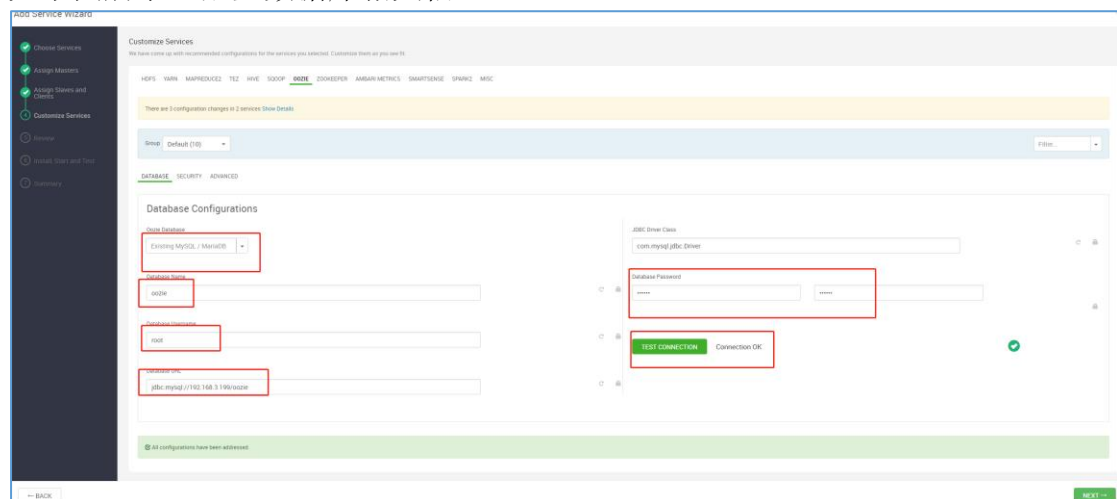 Add Service Wizard
Choose Services
Assign Masters
Assign Slaves and
Clients
4 Customize Services
5 Review
6 Install, Start and Test
7 Summary
Customize Services
We have come up with recommended configurations for the services you selected. Customize them as you see fit.
HDFS YARN MAPREDUCE2 TEZ HIVE SQOOP OOZIE ZOOKEEPER AMBARI METRICS SMARTSENSE SPARK2 MISC
There are 3 configuration changes in 2 services Show Details
Group Default (10) Filter...
DATABASE SECURITY ADVANCED
Database Configurations
Oozie Database
Existing MySQL / MariaDB
JDBC Driver Class
com.mysql.jdbc.Driver
Database Name
oozie
Database Password
Database Username
root
TEST CONNECTION Connection OK
Database URL
jdbc:mysql://192.168.3.199/oozie
All configurations have been addressed.
← BACK
NEXT →